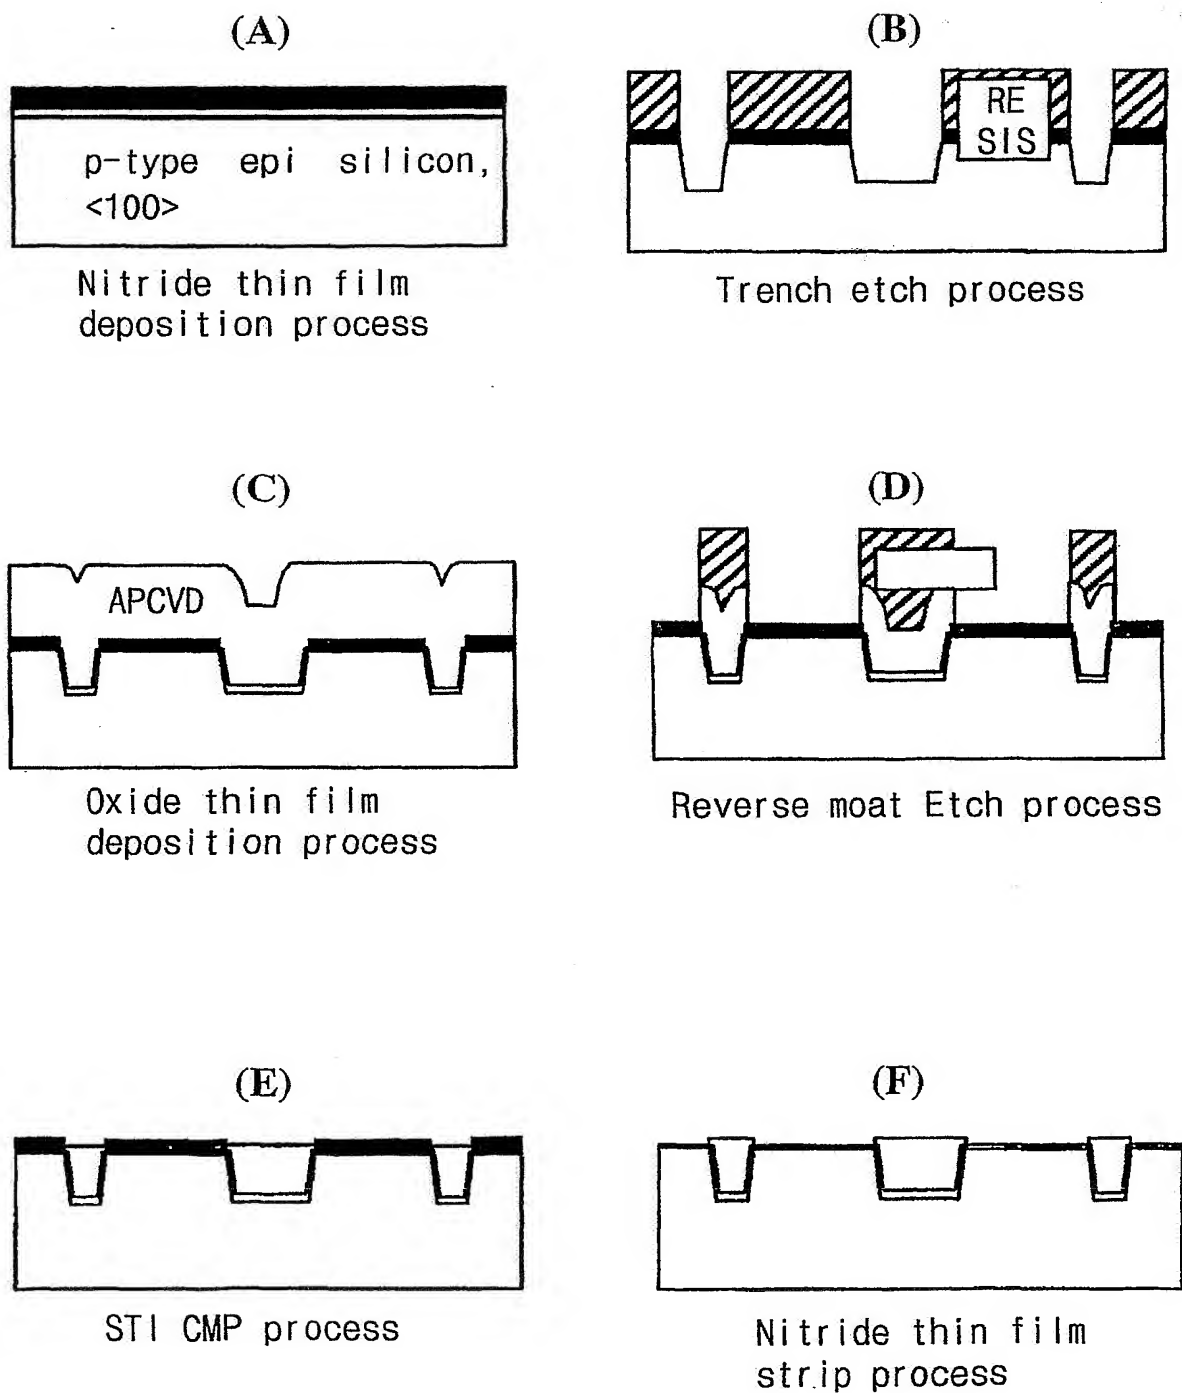 (A)
p-type epi silicon,
<100>
Nitride thin film
deposition process
(B)
RE
SIS
Trench etch process
(C)
APCVD
Oxide thin film
deposition process
(D)
Reverse moat Etch process
(E)
STI CMP process
(F)
Nitride thin film
strip process